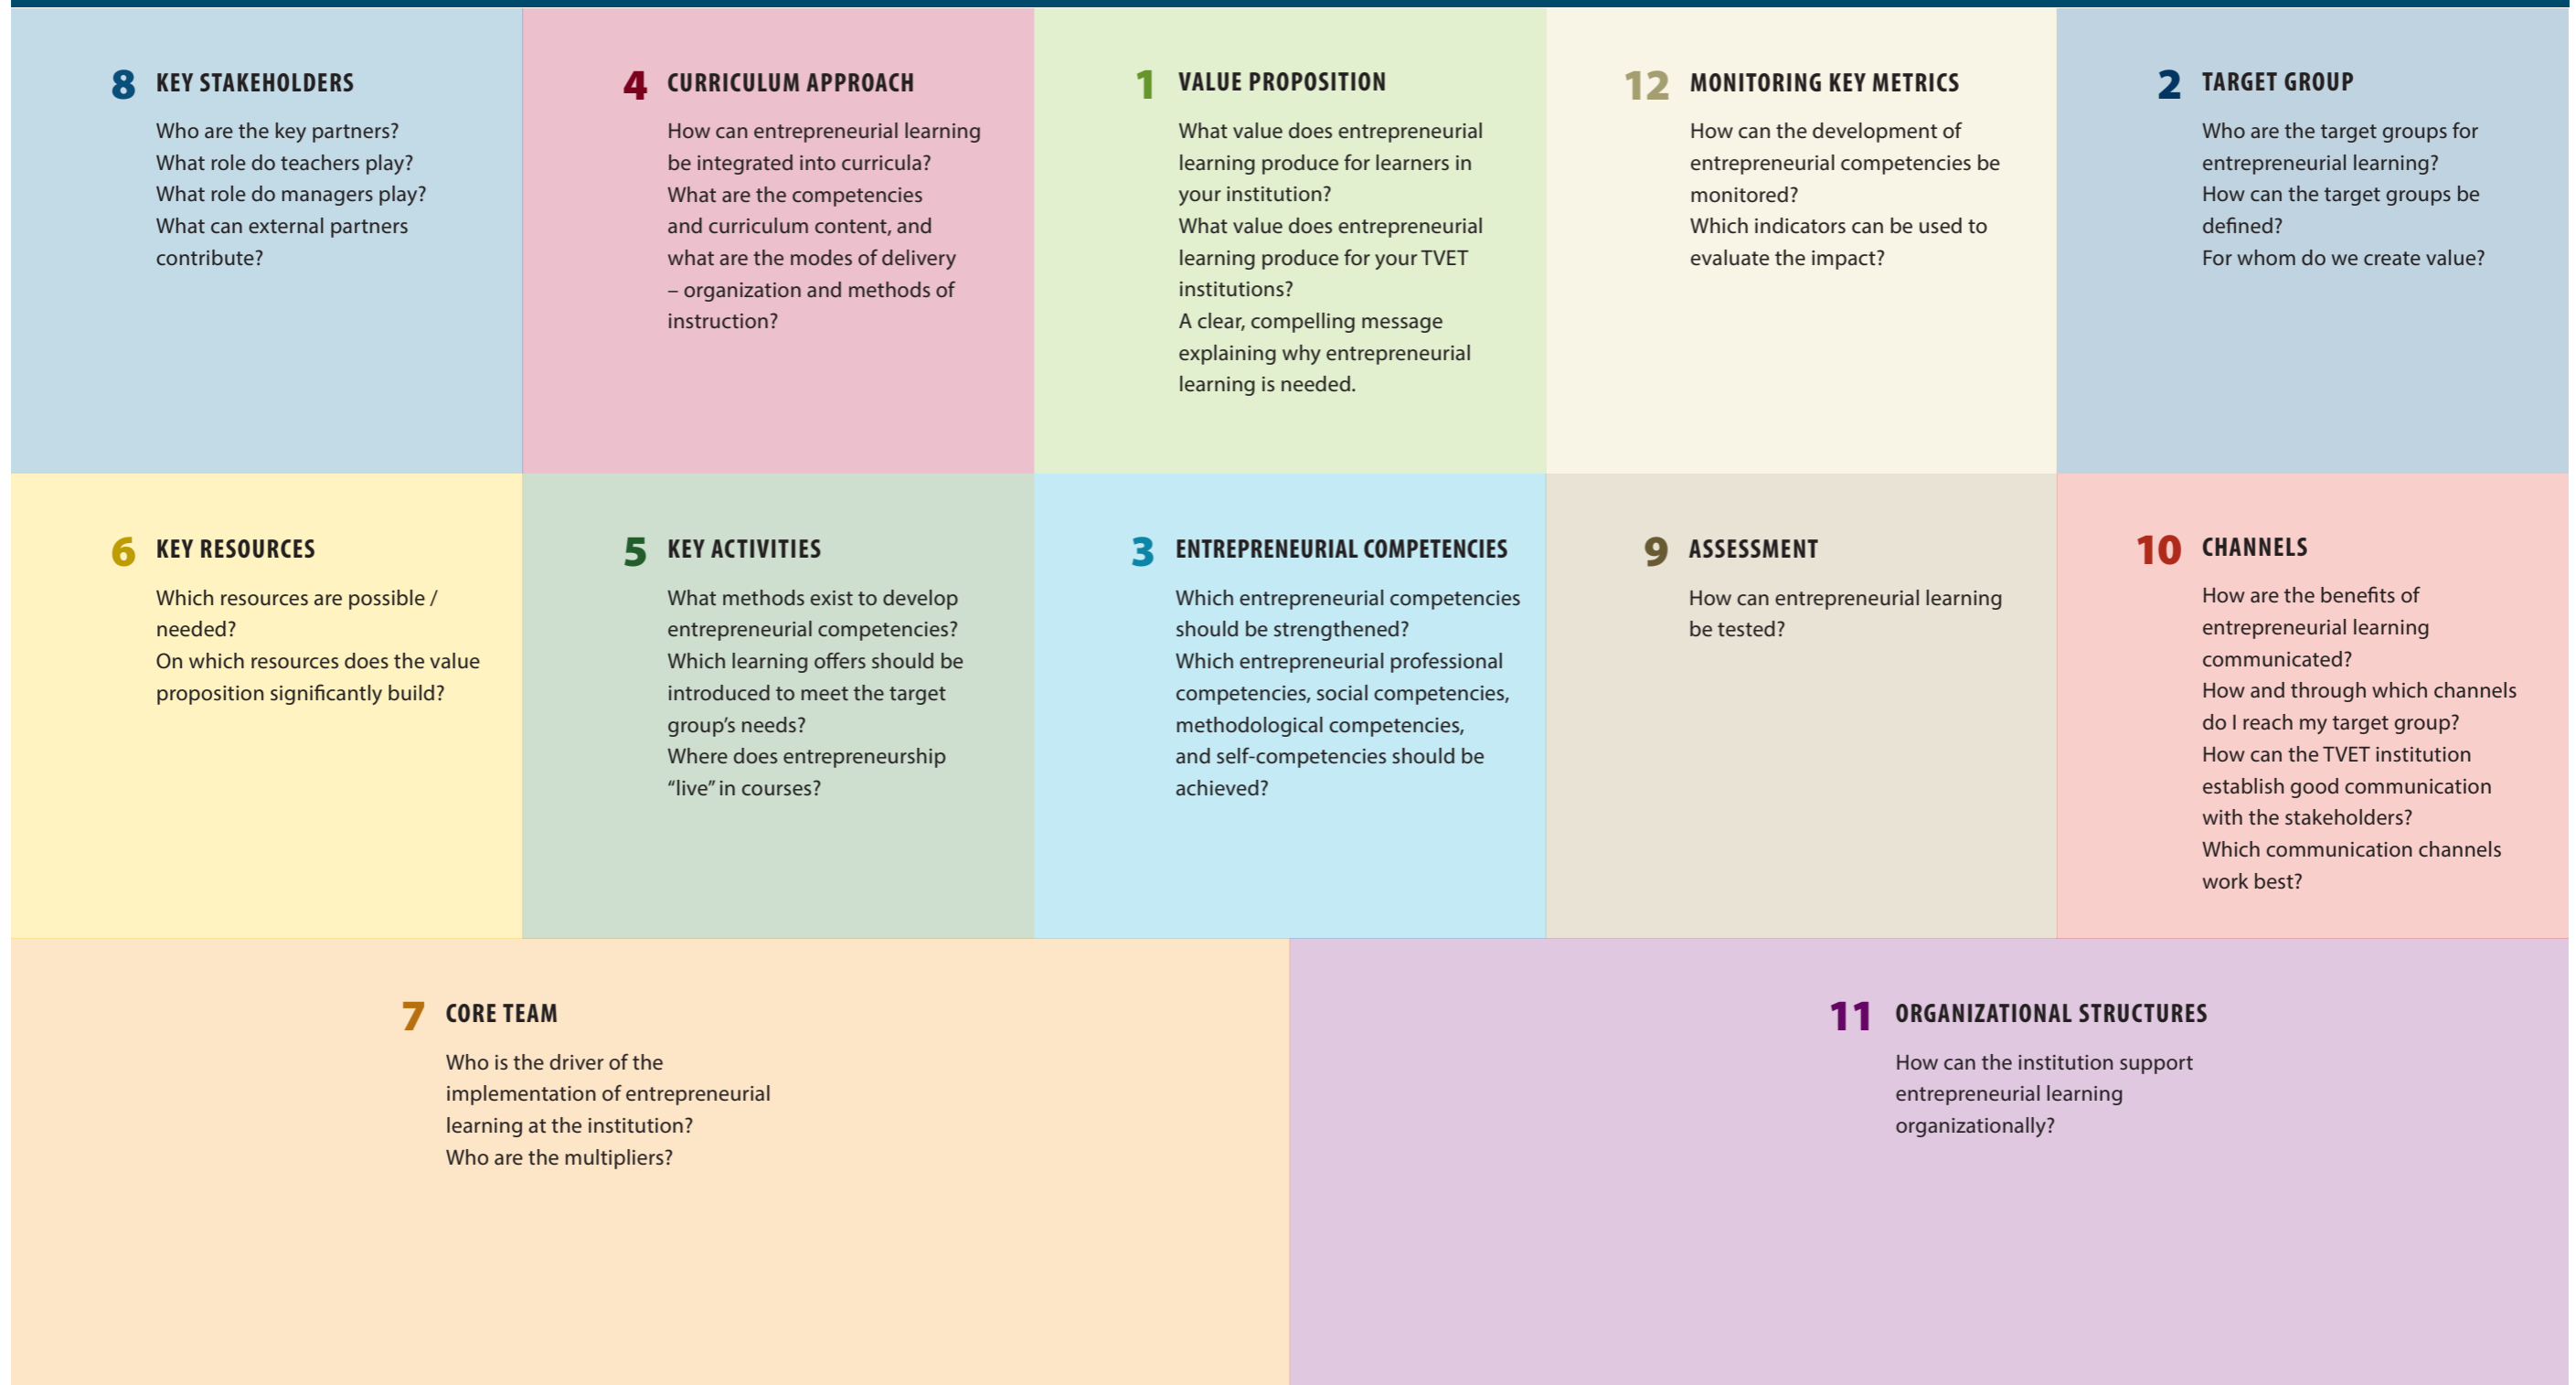 8 KEY STAKEHOLDERS
Who are the key partners?
What role do teachers play?
What role do managers play?
What can external partners
contribute?
4 CURRICULUM APPROACH
How can entrepreneurial learning
be integrated into curricula?
What are the competencies
and curriculum content, and
what are the modes of delivery
– organization and methods of
instruction?
1 VALUE PROPOSITION
What value does entrepreneurial
learning produce for learners in
your institution?
What value does entrepreneurial
learning produce for your TVET
institutions?
A clear, compelling message
explaining why entrepreneurial
learning is needed.
12 MONITORING KEY METRICS
How can the development of
entrepreneurial competencies be
monitored?
Which indicators can be used to
evaluate the impact?
2 TARGET GROUP
Who are the target groups for
entrepreneurial learning?
How can the target groups be
defined?
For whom do we create value?
6 KEY RESOURCES
Which resources are possible /
needed?
On which resources does the value
proposition significantly build?
5 KEY ACTIVITIES
What methods exist to develop
entrepreneurial competencies?
Which learning offers should be
introduced to meet the target
group’s needs?
Where does entrepreneurship
“live” in courses?
3 ENTREPRENEURIAL COMPETENCIES
Which entrepreneurial competencies
should be strengthened?
Which entrepreneurial professional
competencies, social competencies,
methodological competencies,
and self-competencies should be
achieved?
9 ASSESSMENT
How can entrepreneurial learning
be tested?
10 CHANNELS
How are the benefits of
entrepreneurial learning
communicated?
How and through which channels
do I reach my target group?
How can the TVET institution
establish good communication
with the stakeholders?
Which communication channels
work best?
7 CORE TEAM
Who is the driver of the
implementation of entrepreneurial
learning at the institution?
Who are the multipliers?
11 ORGANIZATIONAL STRUCTURES
How can the institution support
entrepreneurial learning
organizationally?